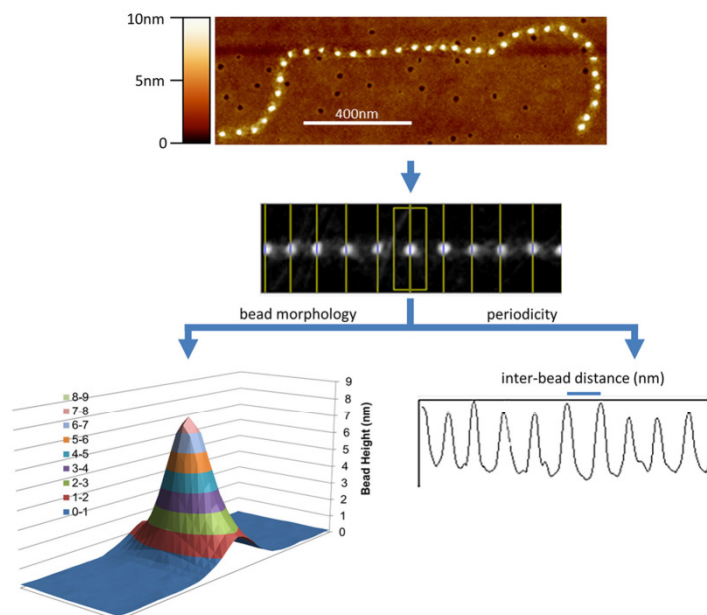 10nm
5nm
0
400nm
bead morphology
periodicity
8-9
7-8
6-7
5-6
4-5
3-4
2-3
1-2
0-1
9
8
7
6
5
4
3
2
1
0
Bead Height (nm)
inter-bead distance (nm)